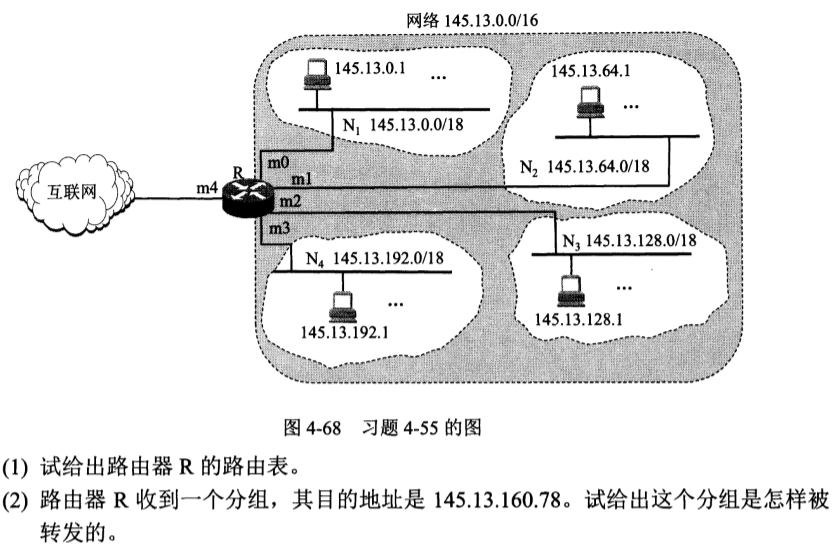 网络 145.13.0.0/16
145.13.0.1 …
145.13.64.1
…
N₁ 145.13.0.0/18
N₂ 145.13.64.0/18
R
m0
m1
m4
m2
m3
互联网
N₄ 145.13.192.0/18
N₃ 145.13.128.0/18
…
…
145.13.192.1
145.13.128.1
图 4-68 习题 4-55 的图
(1) 试给出路由器 R 的路由表。
(2) 路由器 R 收到一个分组，其目的地址是 145.13.160.78。试给出这个分组是怎样被
转发的。